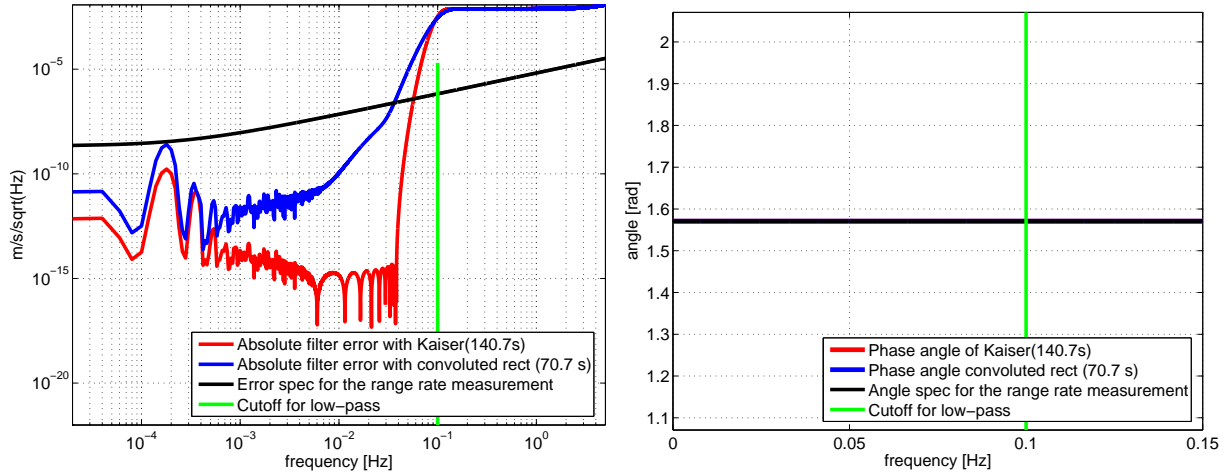 m/s/sqrt(Hz)
10^-5
10^-10
10^-15
10^-20
Absolute filter error with Kaiser(140.7s)
Absolute filter error with convoluted rect (70.7 s)
Error spec for the range rate measurement
Cutoff for low−pass
10^-4 10^-3 10^-2 10^-1 10^0
frequency [Hz]
angle [rad]
2
1.9
1.8
1.7
1.6
1.5
1.4
1.3
1.2
1.1
Phase angle of Kaiser(140.7s)
Phase angle convoluted rect (70.7 s)
Angle spec for the range rate measurement
Cutoff for low−pass
0 0.05 0.1 0.15
frequency [Hz]